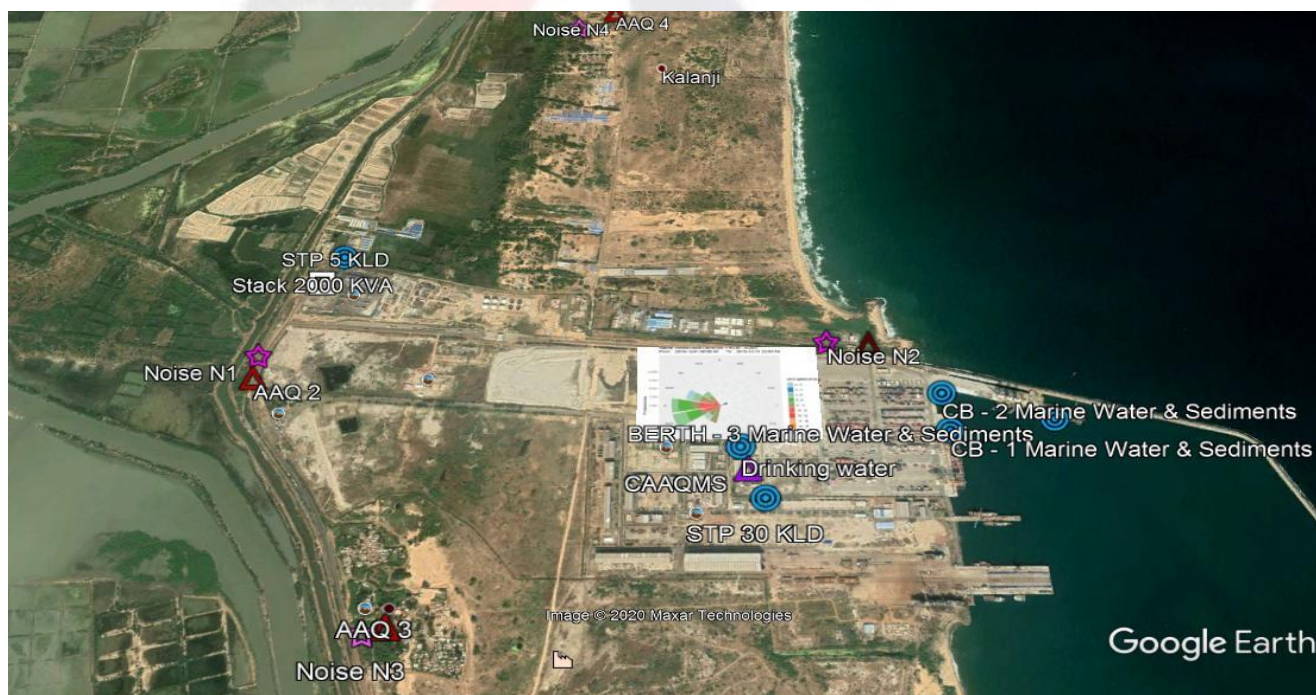 Noise N4
AAQ 4
Kalanji
STP 5 KLD
Stack 2000 KVA
Noise N1
AAQ 2
Noise N2
CB - 2 Marine Water & Sediments
BERTH - 3 Marine Water & Sediments
CB - 1 Marine Water & Sediments
Drinking water
CAAQMS
STP 30 KLD
Image © 2020 Maxar Technologies
AAQ 3
Noise N3
Google Earth